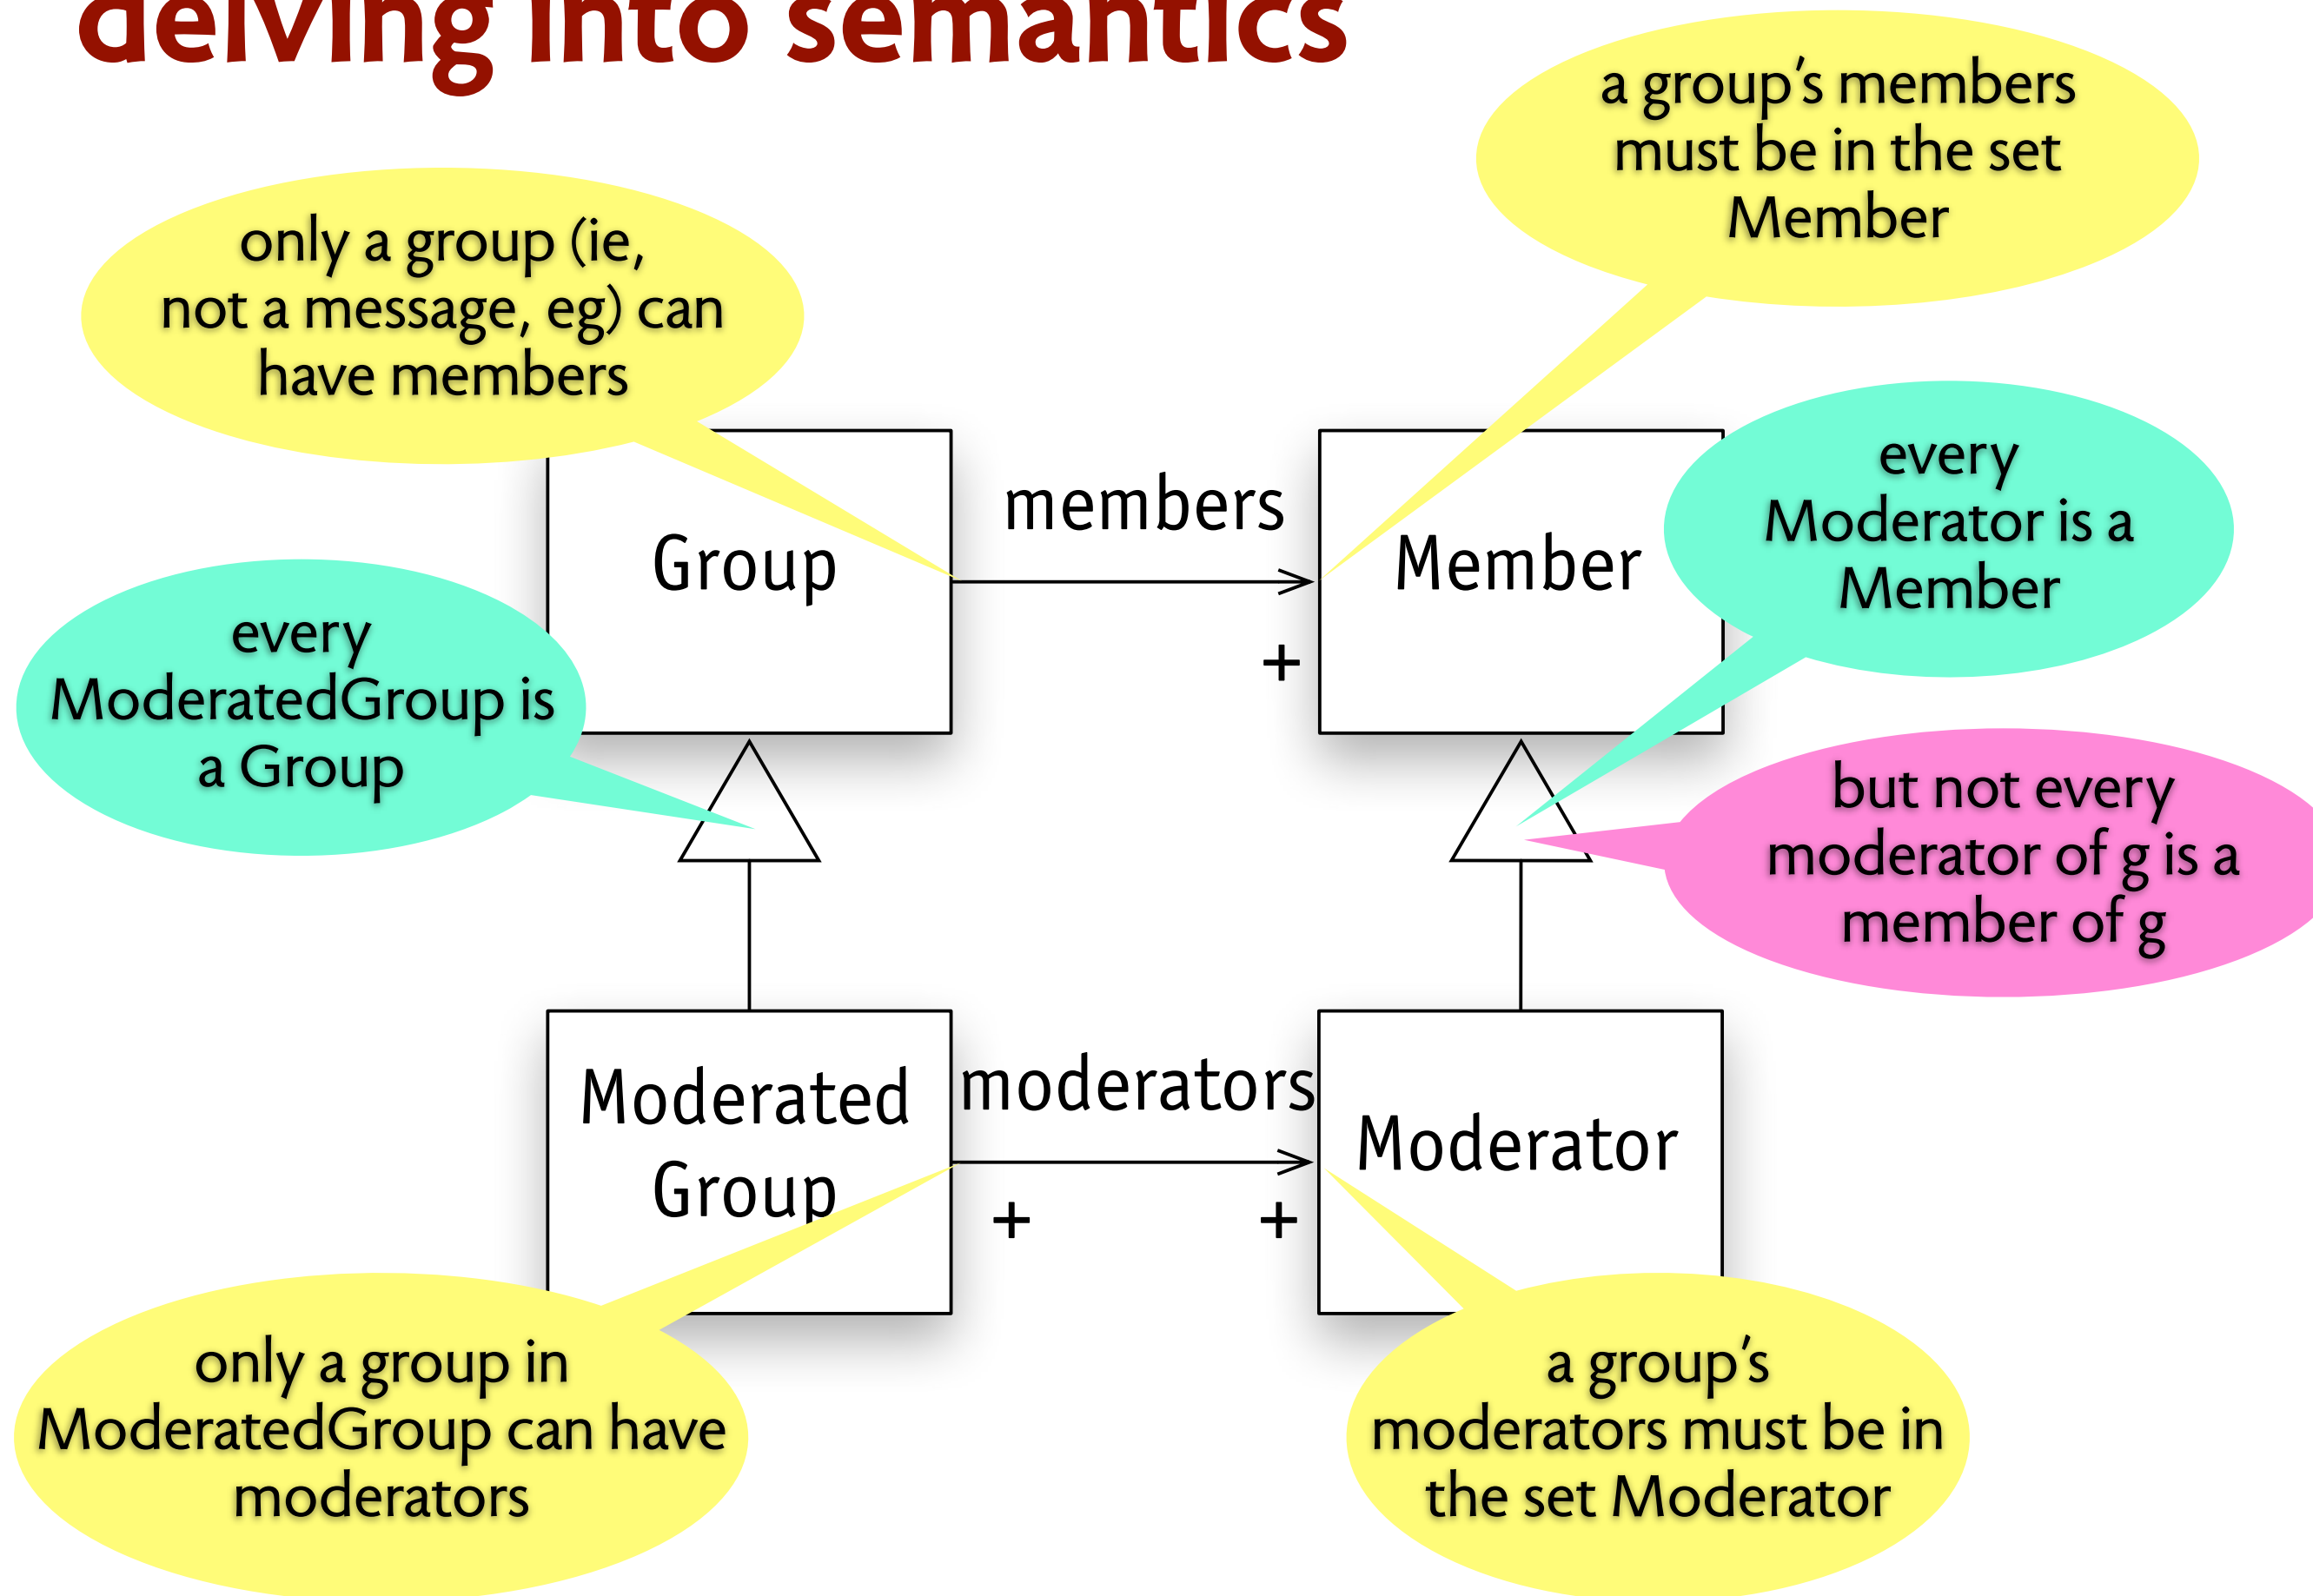 delving into semantics
a group's members
must be in the set
Member
only a group (ie,
not a message, eg) can
have members
every
Moderator is a
Member
members
Group
Member
+
every
ModeratedGroup is
a Group
but not every
moderator of g is a
member of g
Moderated
Group
moderators
Moderator
+
+
only a group in
ModeratedGroup can have
moderators
a group's
moderators must be in
the set Moderator